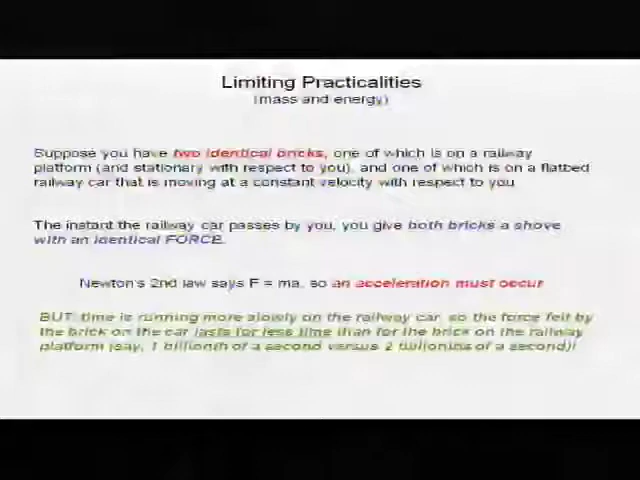 Limiting Practicalities
(mass and energy)
Suppose you have two identical bricks, one of which is on a railway
platform (and stationary with respect to you), and one of which is on a flatbed
railway car that is moving at a constant velocity with respect to you
The instant the railway car passes by you, you give both bricks a shove
with an identical FORCE.
Newton's 2nd law says F = ma, so an acceleration must occur
BUT time is running more slowly on the railway car, so the force felt by
the brick on the car lasts for less time than for the brick on the railway
platform (say, 1 billionth of a second versus 2 billionths of a second)!